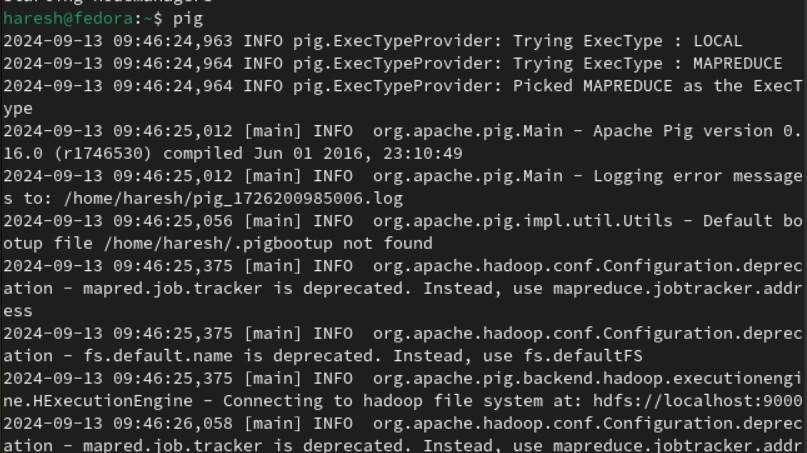 starting nodemanagers
haresh@fedora:~$ pig
2024-09-13 09:46:24,963 INFO pig.ExecTypeProvider: Trying ExecType : LOCAL
2024-09-13 09:46:24,964 INFO pig.ExecTypeProvider: Trying ExecType : MAPREDUCE
2024-09-13 09:46:24,964 INFO pig.ExecTypeProvider: Picked MAPREDUCE as the ExecT
ype
2024-09-13 09:46:25,012 [main] INFO  org.apache.pig.Main - Apache Pig version 0.
16.0 (r1746530) compiled Jun 01 2016, 23:10:49
2024-09-13 09:46:25,012 [main] INFO  org.apache.pig.Main - Logging error message
s to: /home/haresh/pig_1726200985006.log
2024-09-13 09:46:25,056 [main] INFO  org.apache.pig.impl.util.Utils - Default bo
otup file /home/haresh/.pigbootup not found
2024-09-13 09:46:25,375 [main] INFO  org.apache.hadoop.conf.Configuration.deprec
ation - mapred.job.tracker is deprecated. Instead, use mapreduce.jobtracker.addr
ess
2024-09-13 09:46:25,375 [main] INFO  org.apache.hadoop.conf.Configuration.deprec
ation - fs.default.name is deprecated. Instead, use fs.defaultFS
2024-09-13 09:46:25,375 [main] INFO  org.apache.pig.backend.hadoop.executionengi
ne.HExecutionEngine - Connecting to hadoop file system at: hdfs://localhost:9000
2024-09-13 09:46:26,058 [main] INFO  org.apache.hadoop.conf.Configuration.deprec
ation - mapred.job.tracker is deprecated. Instead, use mapreduce.jobtracker.addr